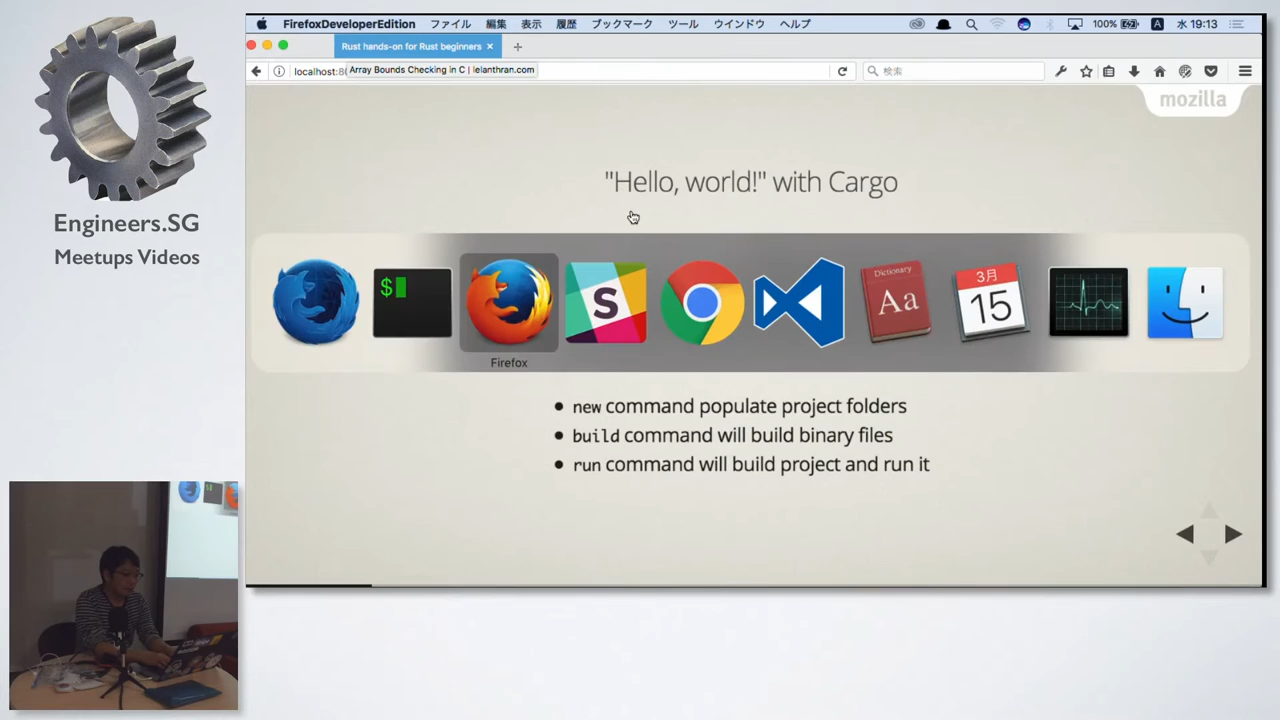 Engineers.SG
Meetups Videos
FirefoxDeveloperEdition ファイル 編集 表示 履歴 ブックマーク ツール ウインドウ ヘルプ 100% A 水 19:13
Rust hands-on for Rust beginners × +
localhost:8
Array Bounds Checking in C | lelanthran.com
検索
mozilla
"Hello, world!" with Cargo
$
S
Dictionary
Aa
3月
15
Firefox
• new command populate project folders
• build command will build binary files
• run command will build project and run it